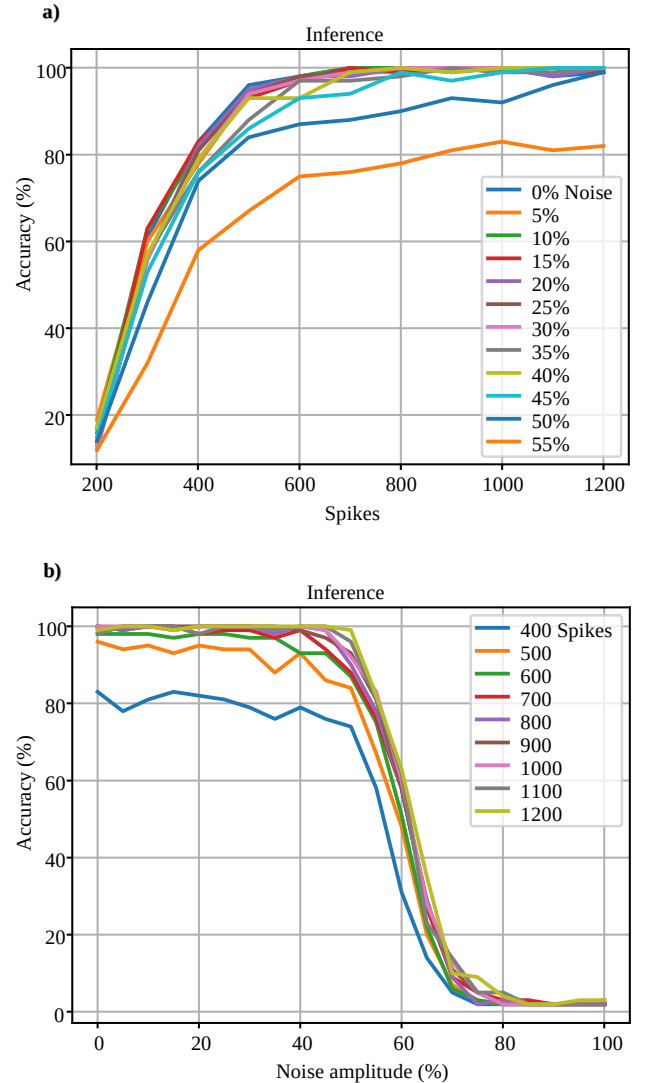 a)
Inference
100
80
60
40
20
Accuracy (%)
0% Noise
5%
10%
15%
20%
25%
30%
35%
40%
45%
50%
55%
200 400 600 800 1000 1200
Spikes
b)
Inference
100
80
60
40
20
0
Accuracy (%)
400 Spikes
500
600
700
800
900
1000
1100
1200
0 20 40 60 80 100
Noise amplitude (%)